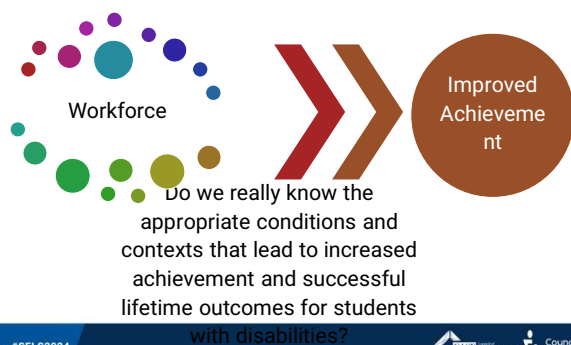 Workforce
Improved
Achieveme
nt
Do we really know the
appropriate conditions and
contexts that lead to increased
achievement and successful
lifetime outcomes for students
with disabilities?
Counc